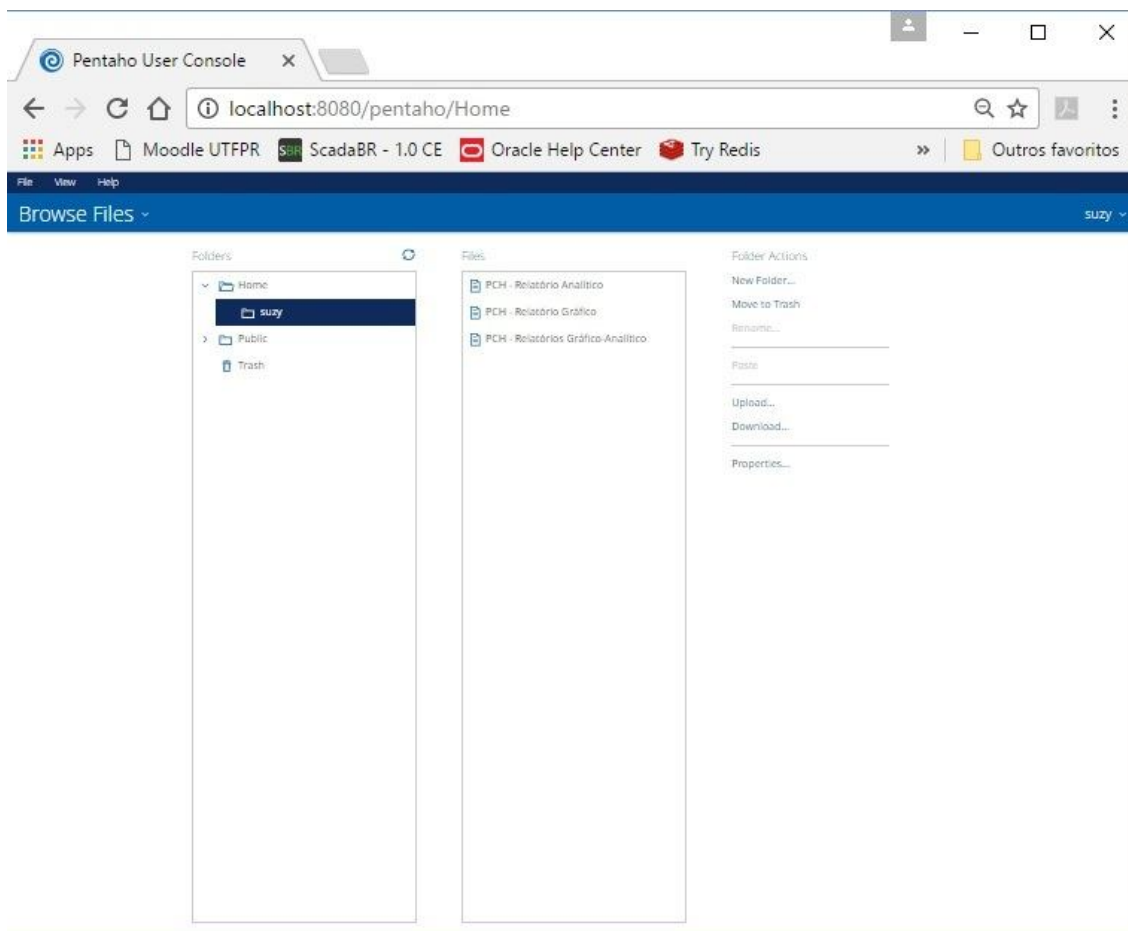 Pentaho User Console
localhost:8080/pentaho/Home
Apps Moodle UTFPR SBR ScadaBR - 1.0 CE Oracle Help Center Try Redis » Outros favoritos
File View Help
Browse Files suzy
Folders
Home
suzy
Public
Trash
Files
PCH - Relatório Analítico
PCH - Relatório Gráfico
PCH - Relatórios Gráfico-Analítico
Folder Actions
New Folder...
Move to Trash
Rename...
Paste
Upload...
Download...
Properties...